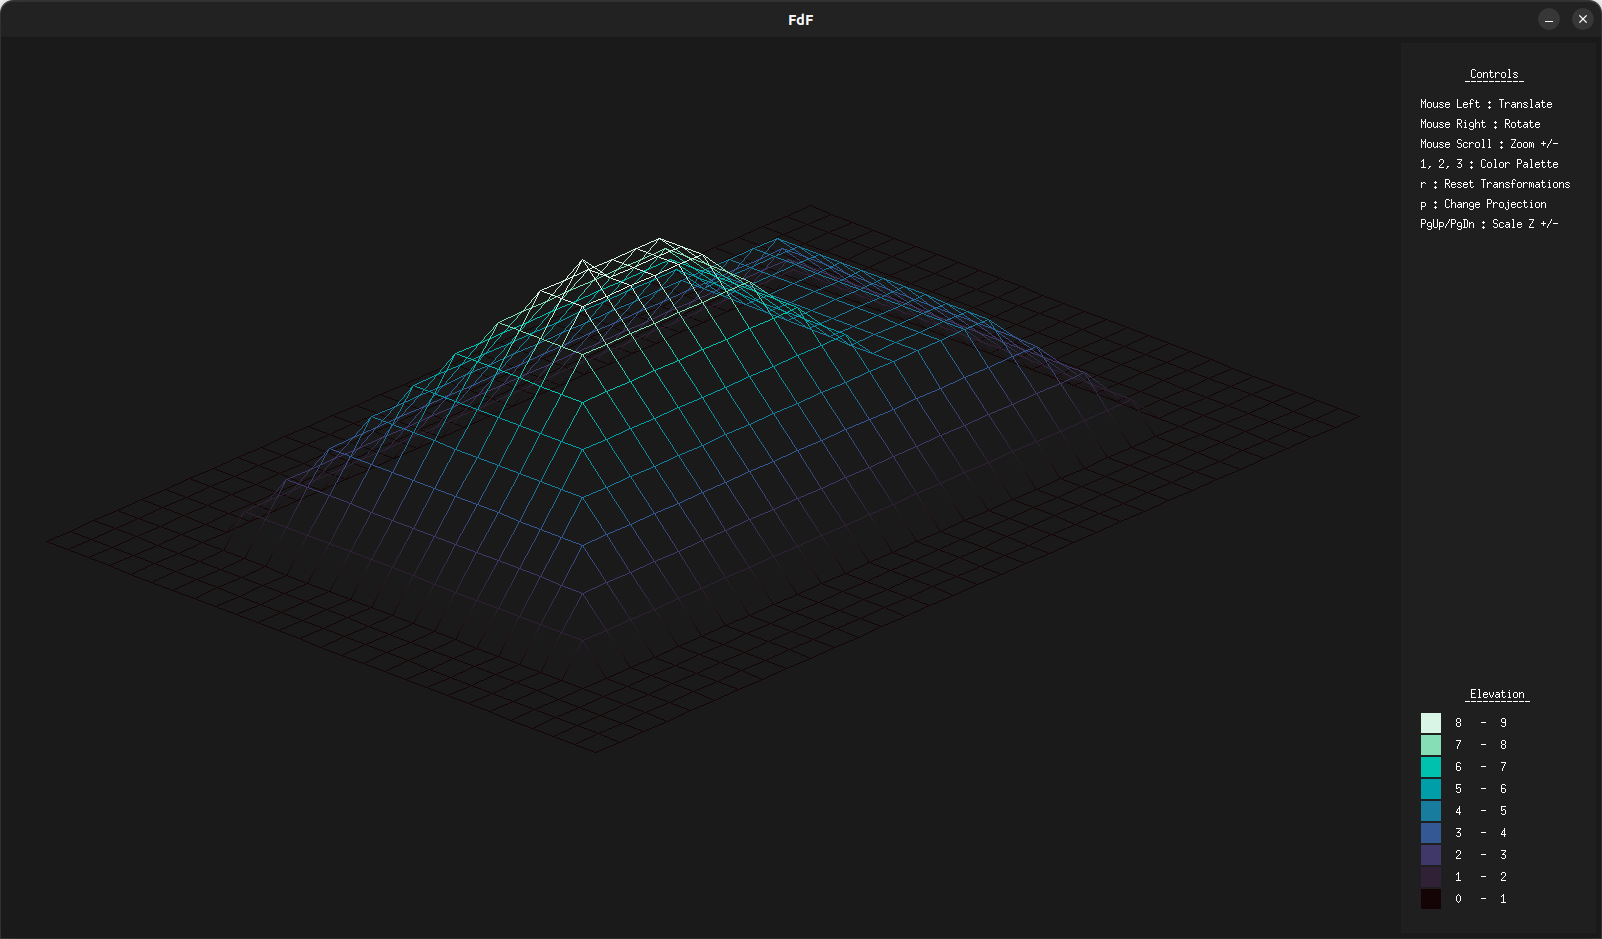 FdF
Controls
Mouse Left : Translate
Mouse Right : Rotate
Mouse Scroll : Zoom +/-
1, 2, 3 : Color Palette
r : Reset Transformations
p : Change Projection
PgUp/PgDn : Scale Z +/-
Elevation
8 - 9
7 - 8
6 - 7
5 - 6
4 - 5
3 - 4
2 - 3
1 - 2
0 - 1